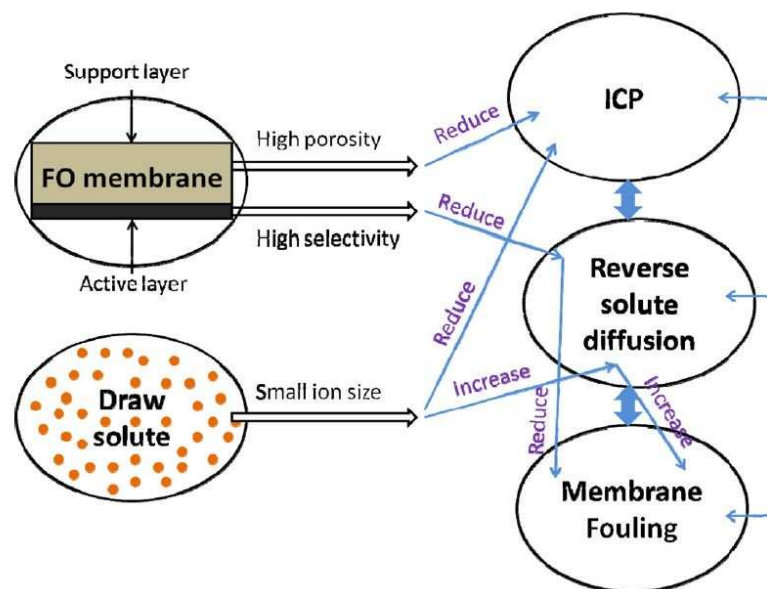 Support layer
FO membrane
Active layer
High porosity
High selectivity
Draw
solute
Small ion size
Reduce
Reduce
Reduce
Increase
Reduce
Increase
ICP
Reverse
solute
diffusion
Membrane
Fouling